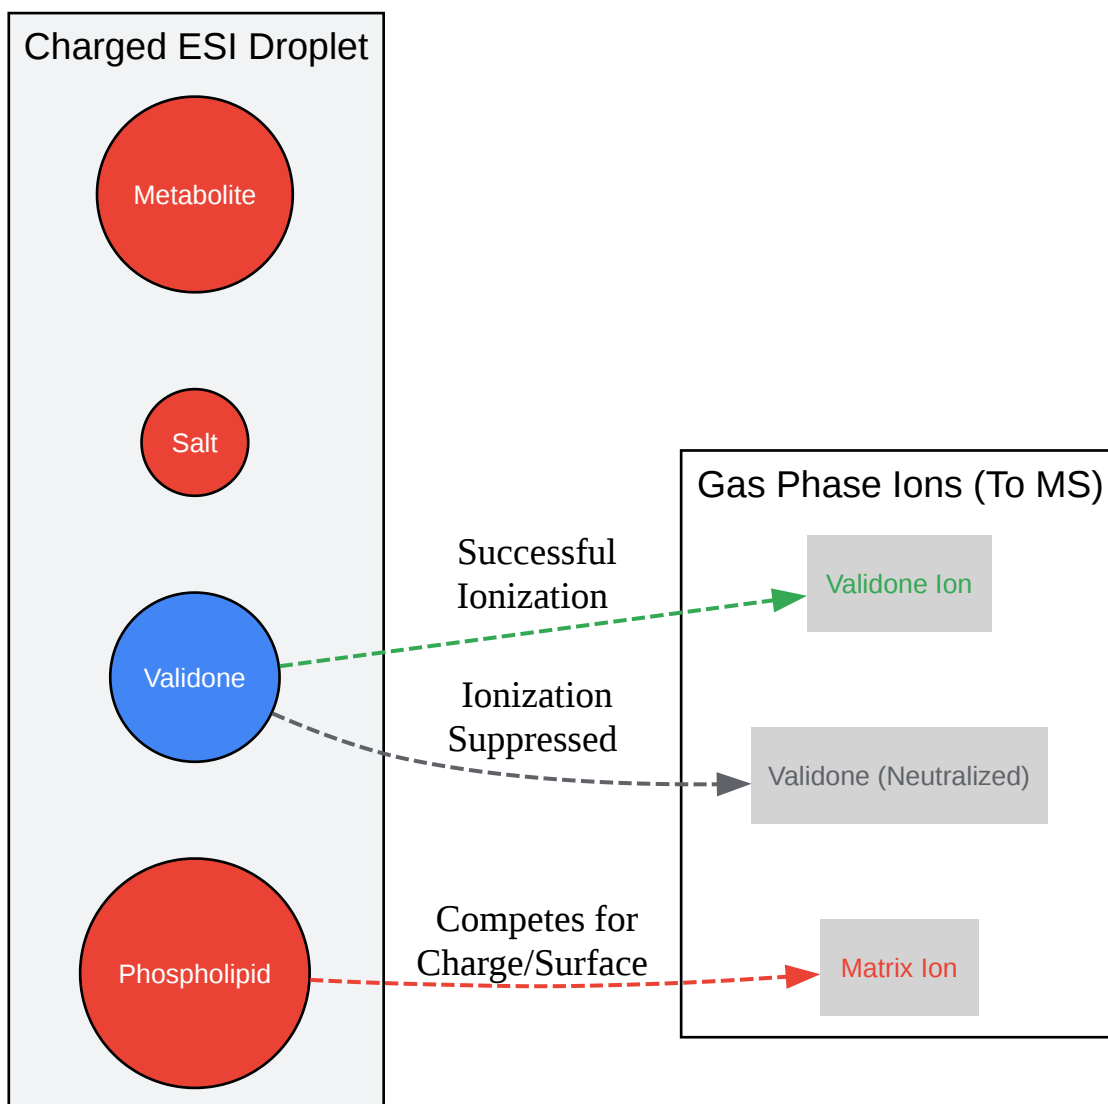 Charged ESI Droplet
Metabolite
Salt
Validone
Phospholipid
Successful
Ionization
Ionization
Suppressed
Competes for
Charge/Surface
Gas Phase Ions (To MS)
Validone Ion
Validone (Neutralized)
Matrix Ion